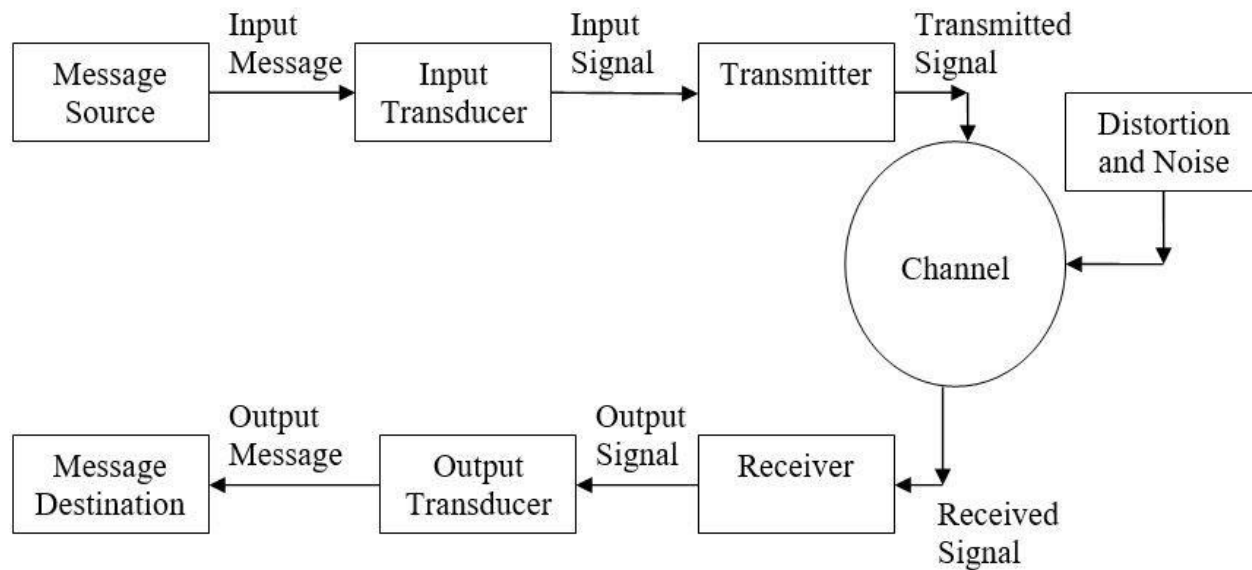 Message
Source
Input
Message
Input
Transducer
Input
Signal
Transmitter
Transmitted
Signal
Distortion
and Noise
Channel
Received
Signal
Receiver
Output
Signal
Output
Transducer
Output
Message
Message
Destination